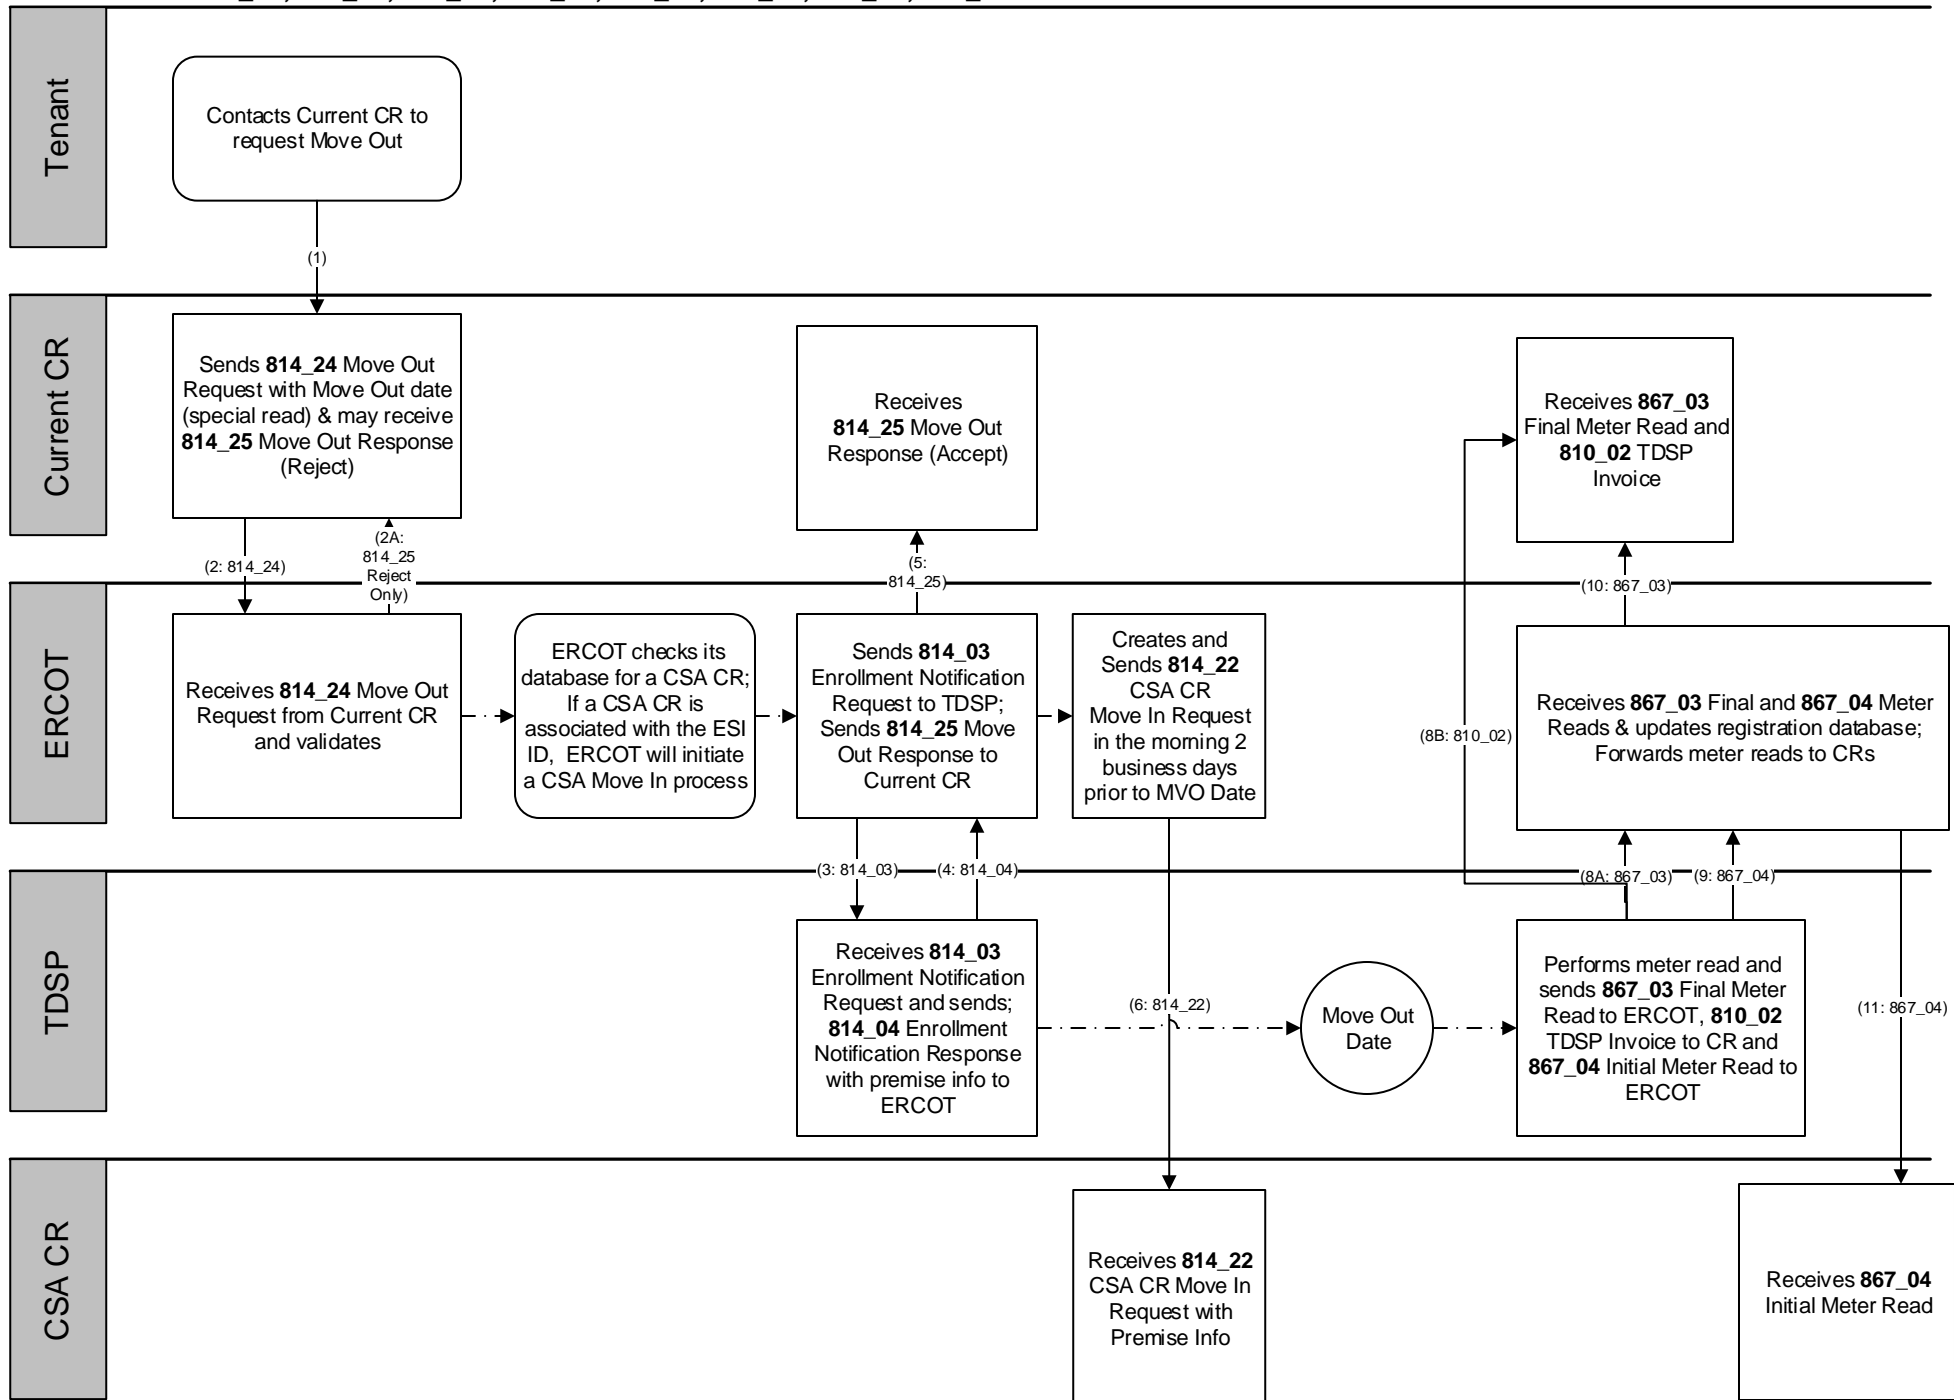 Tenant
Contacts Current CR to
request Move Out
(1)
Current CR
Sends 814_24 Move Out
Request with Move Out date
(special read) & may receive
814_25 Move Out Response
(Reject)
Receives
814_25 Move Out
Response (Accept)
Receives 867_03
Final Meter Read and
810_02 TDSP
Invoice
(2: 814_24)
(2A:
814_25
Reject
Only)
(5:
814_25)
(10: 867_03)
ERCOT
Receives 814_24 Move Out
Request from Current CR
and validates
ERCOT checks its
database for a CSA CR;
If a CSA CR is
associated with the ESI
ID, ERCOT will initiate
a CSA Move In process
Sends 814_03
Enrollment Notification
Request to TDSP;
Sends 814_25 Move
Out Response to
Current CR
Creates and
Sends 814_22
CSA CR
Move In Request
in the morning 2
business days
prior to MVO Date
(8B: 810_02)
Receives 867_03 Final and 867_04 Meter
Reads & updates registration database;
Forwards meter reads to CRs
(3: 814_03)
(4: 814_04)
(8A: 867_03)
(9: 867_04)
TDSP
Receives 814_03
Enrollment Notification
Request and sends;
814_04 Enrollment
Notification Response
with premise info to
ERCOT
(6: 814_22)
Move Out
Date
Performs meter read and
sends 867_03 Final Meter
Read to ERCOT, 810_02
TDSP Invoice to CR and
867_04 Initial Meter Read to
ERCOT
(11: 867_04)
CSA CR
Receives 814_22
CSA CR Move In
Request with
Premise Info
Receives 867_04
Initial Meter Read